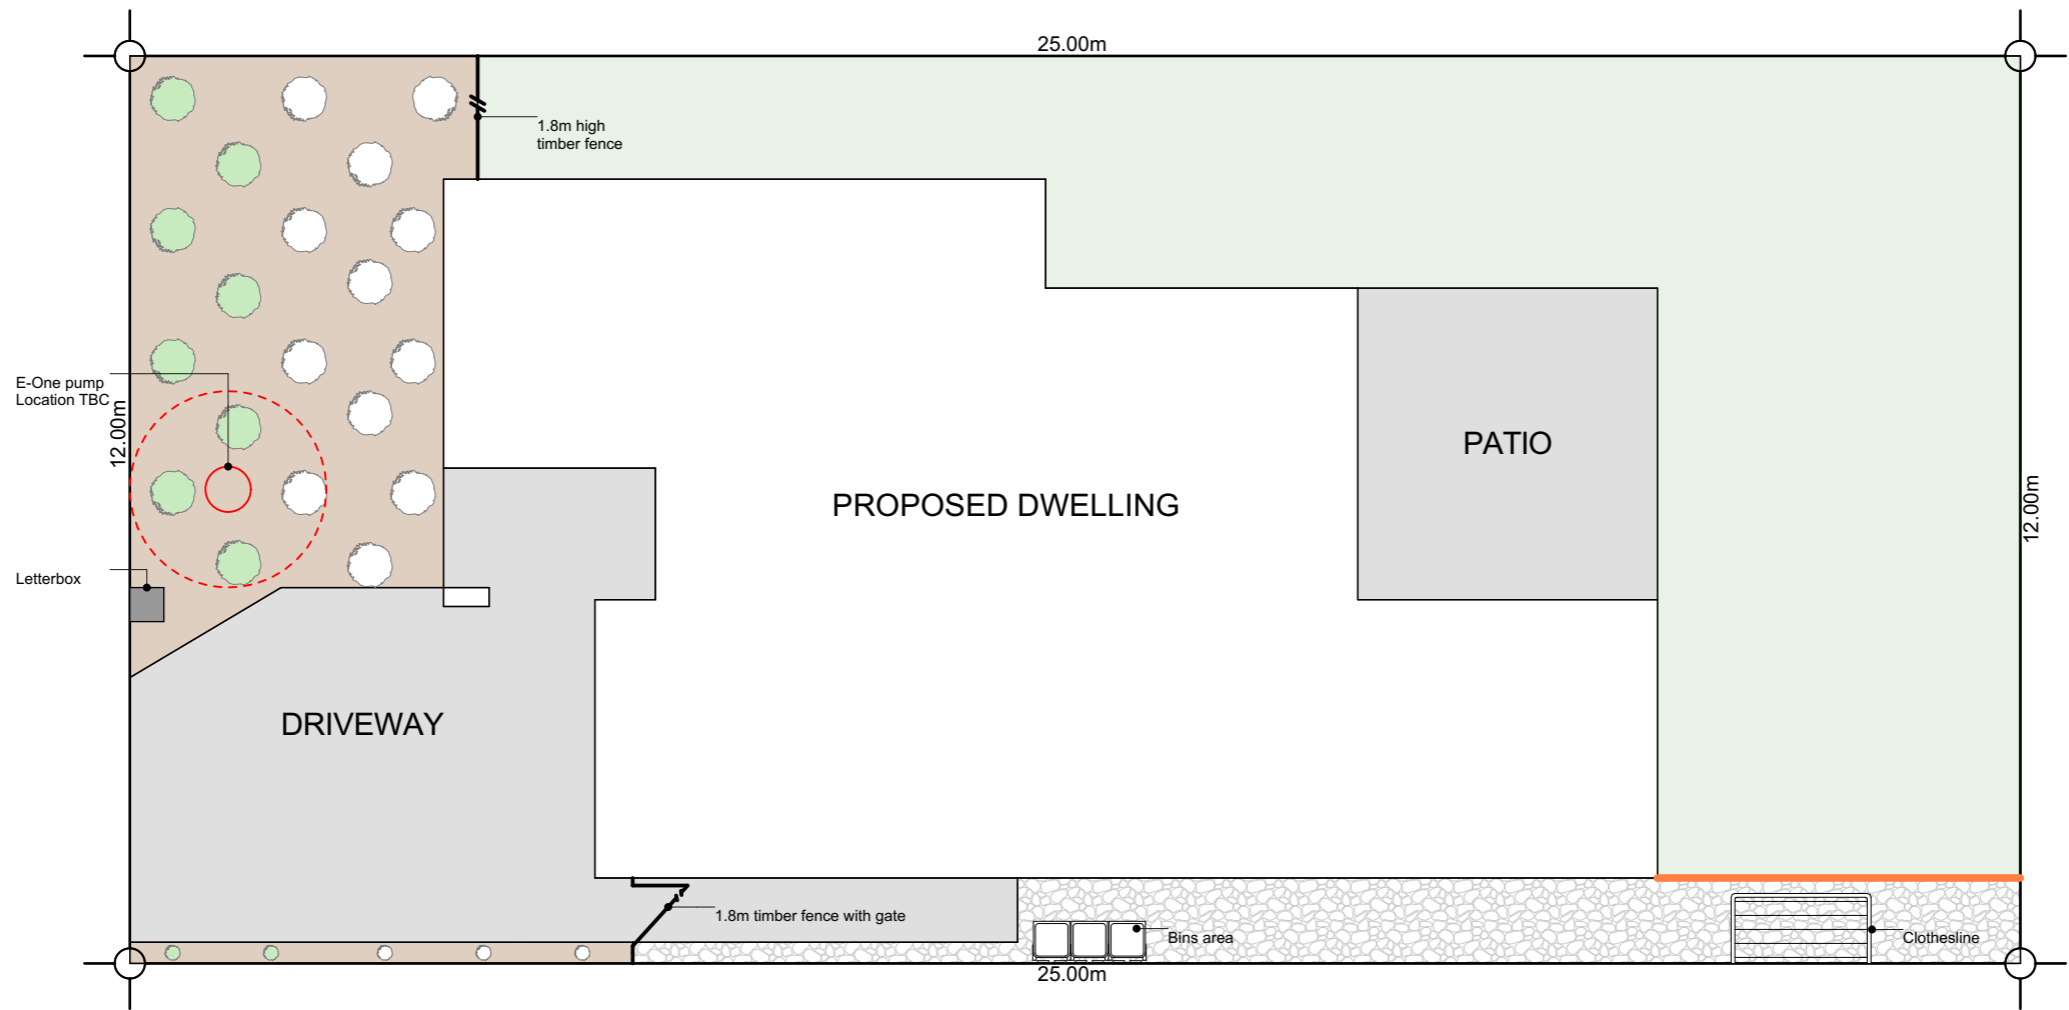 25.00m
1.8m high
timber fence
E-One pump
Location TBC
12.00m
PATIO
PROPOSED DWELLING
12.00m
Letterbox
DRIVEWAY
1.8m timber fence with gate
Bins area
Clothesline
25.00m